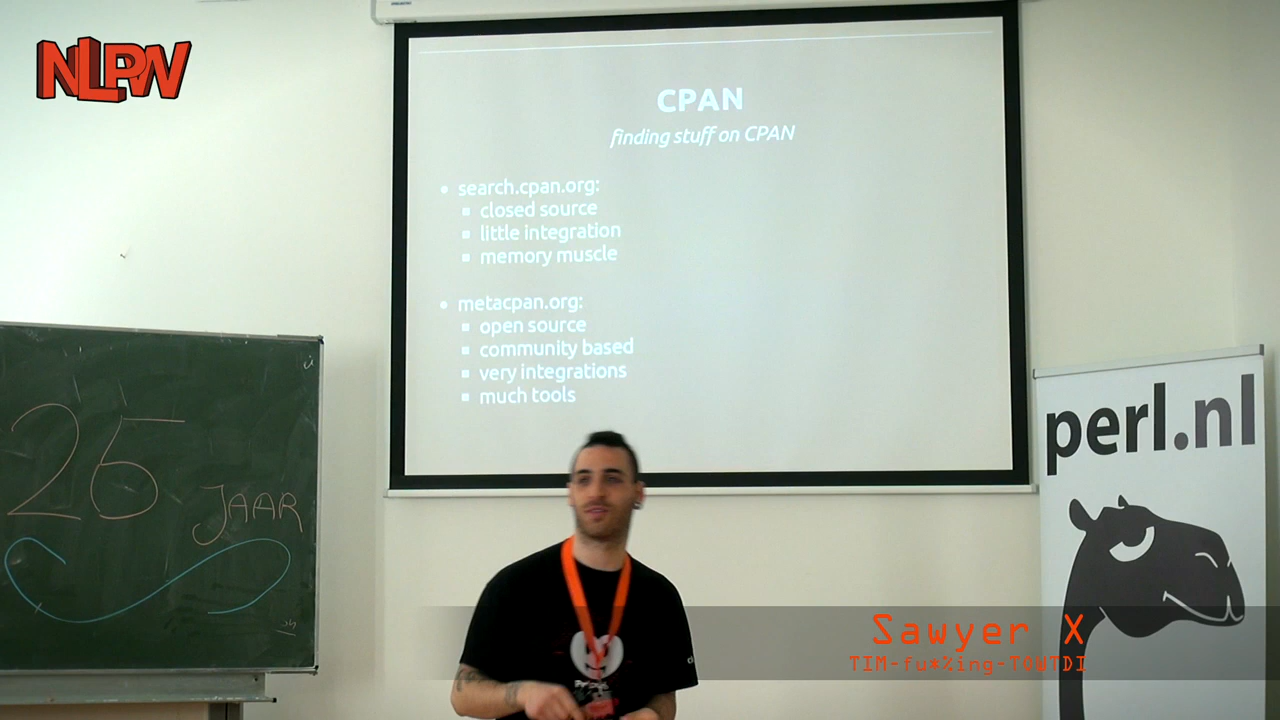 NLPW
CPAN
finding stuff on CPAN
• search.cpan.org:
▪ closed source
▪ little integration
▪ memory muscle
• metacpan.org:
▪ open source
▪ community based
▪ very integrations
▪ much tools
25
JAAR
perl.nl
Sawyer X
TIM-fu*%ing-TOWTDI